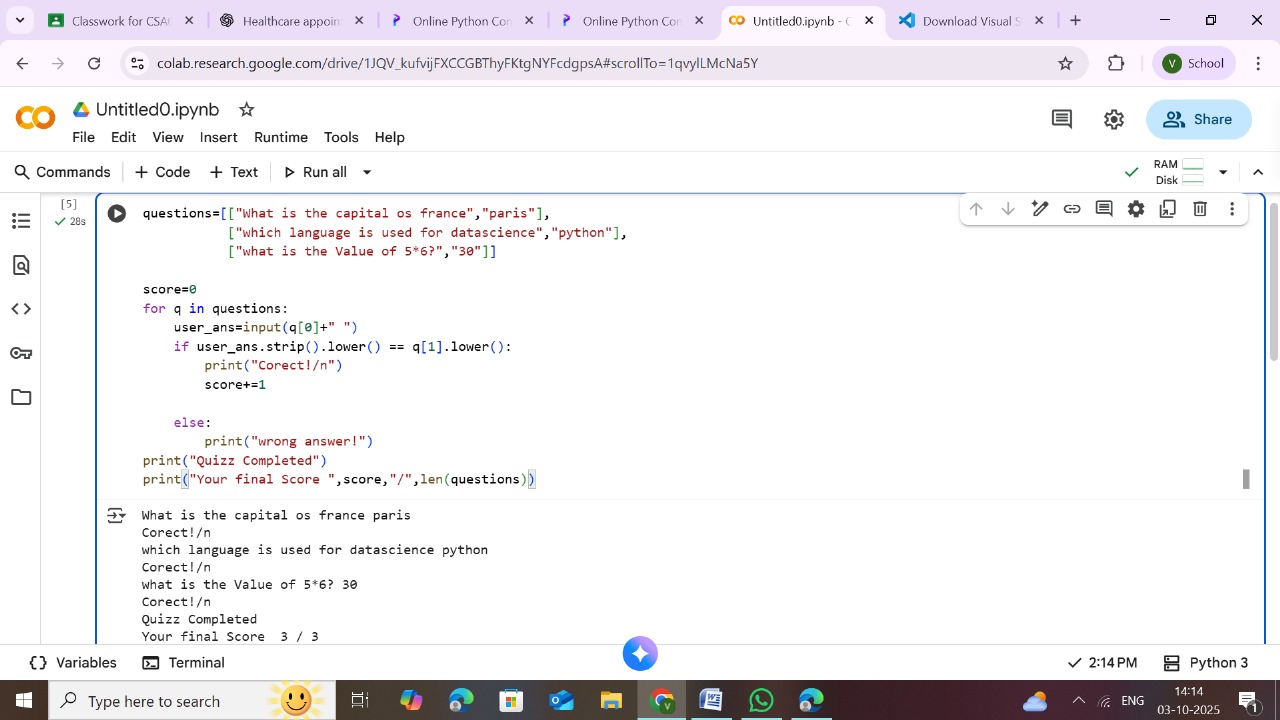 Classwork for CSA
Healthcare appoin
Online Python Con
Online Python Con
Untitled0.ipynb - C
Download Visual S
colab.research.google.com/drive/1JQV_kufvijFXCCGBThyFKtgNYFcdgpsA#scrollTo=1qvylLMcNa5Y
V School
Untitled0.ipynb
Share
File Edit View Insert Runtime Tools Help
Commands + Code + Text Run all
RAM
Disk
[5]
28s
questions=[["What is the capital os france","paris"],
["which language is used for datascience","python"],
["what is the Value of 5*6?","30"]]
score=0
for q in questions:
user_ans=input(q[0]+" ")
if user_ans.strip().lower() == q[1].lower():
print("Corect!/n")
score+=1
else:
print("wrong answer!")
print("Quizz Completed")
print("Your final Score ",score,"/",len(questions))
What is the capital os france paris
Corect!/n
which language is used for datascience python
Corect!/n
what is the Value of 5*6? 30
Corect!/n
Quizz Completed
Your final Score  3 / 3
Variables Terminal
2:14 PM Python 3
Type here to search
ENG
14:14
03-10-2025
1